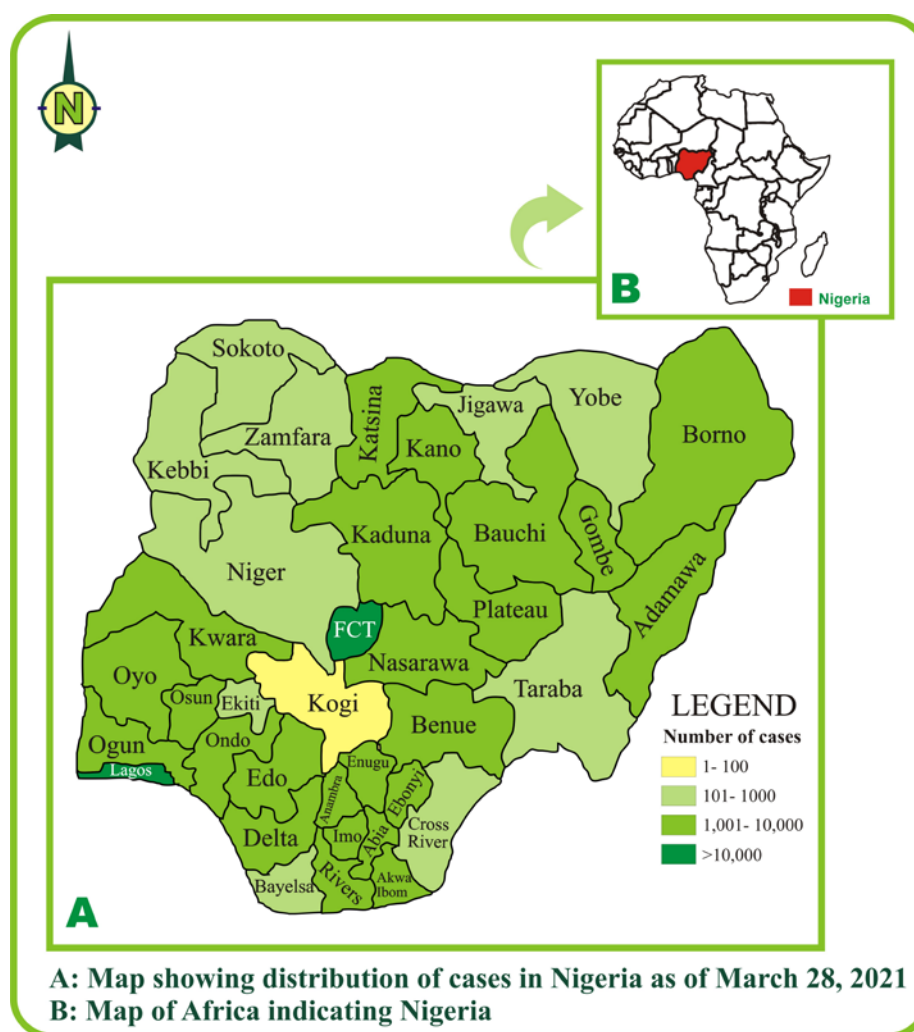 N
B
Nigeria
Sokoto
Zamfara
Kebbi
Katsina
Kano
Jigawa
Yobe
Borno
Niger
Kaduna
Bauchi
Gombe
Adamawa
Plateau
FCT
Kwara
Nasarawa
Taraba
Oyo
Osun
Ekiti
Kogi
Benue
Ogun
Lagos
Ondo
Edo
Enugu
Anambra
Ebonyi
Delta
Imo
Abia
Cross
River
Bayelsa
Rivers
Akwa
Ibom
LEGEND
Number of cases
1- 100
101- 1000
1,001- 10,000
>10,000
A
A: Map showing distribution of cases in Nigeria as of March 28, 2021
B: Map of Africa indicating Nigeria